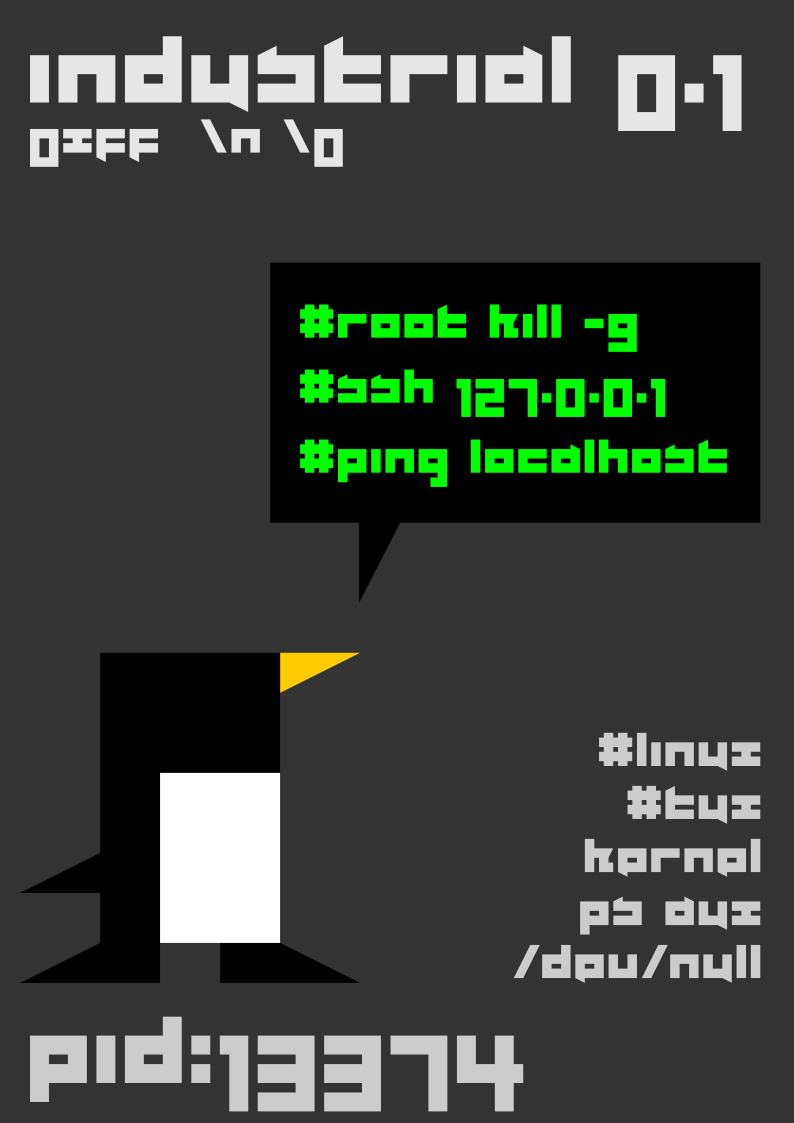 industrial 0.1
0xFF \n \0
#root kill -9
#ssh 127.0.0.1
#ping localhost
#linux
#tux
kernel
ps aux
/dev/null
pid:13374